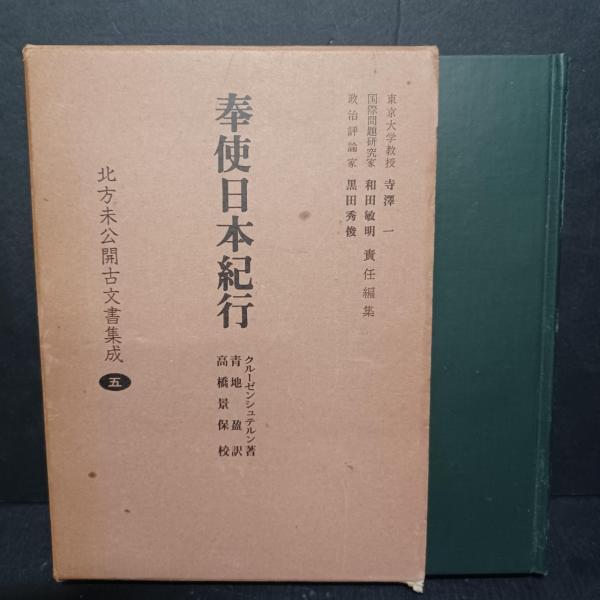 東京大学教授 寺澤一
国際問題研究家 和田敏明 責任編集
政治評論家 黒田秀俊
奉使日本紀行
クルーゼンシュテルン著
青地盈訳
高橋景保校
北方未公開古文書集成 五